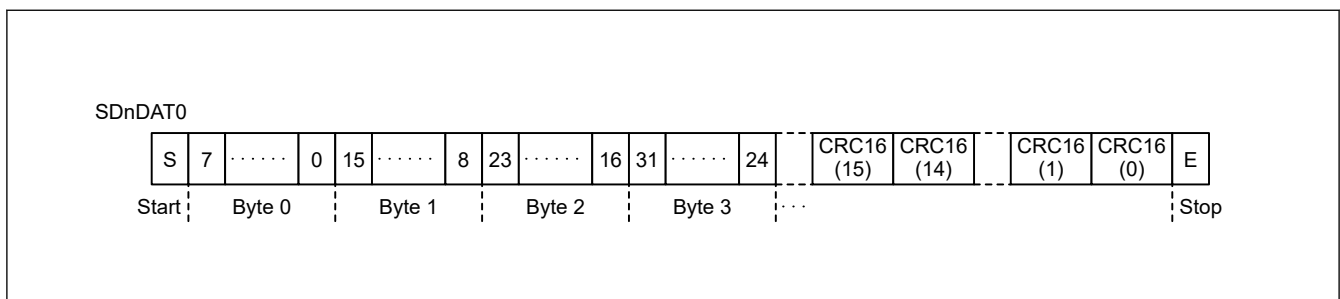 SDnDAT0
S 7 ······ 0 15 ······ 8 23 ······ 16 31 ······ 24 CRC16 CRC16 CRC16 CRC16 E
(15) (14) (1) (0)
Start Byte 0 Byte 1 Byte 2 Byte 3 ··· Stop